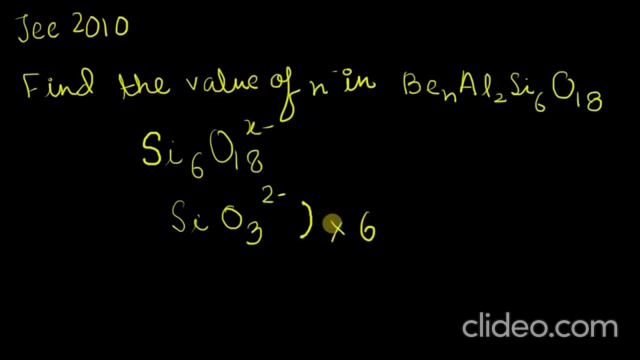 Jee 2010
Find the value of n in BeₙAl₂Si₆O₁₈
Si₆O₁₈ˣ⁻
SiO₃²⁻) × 6
clideo.com